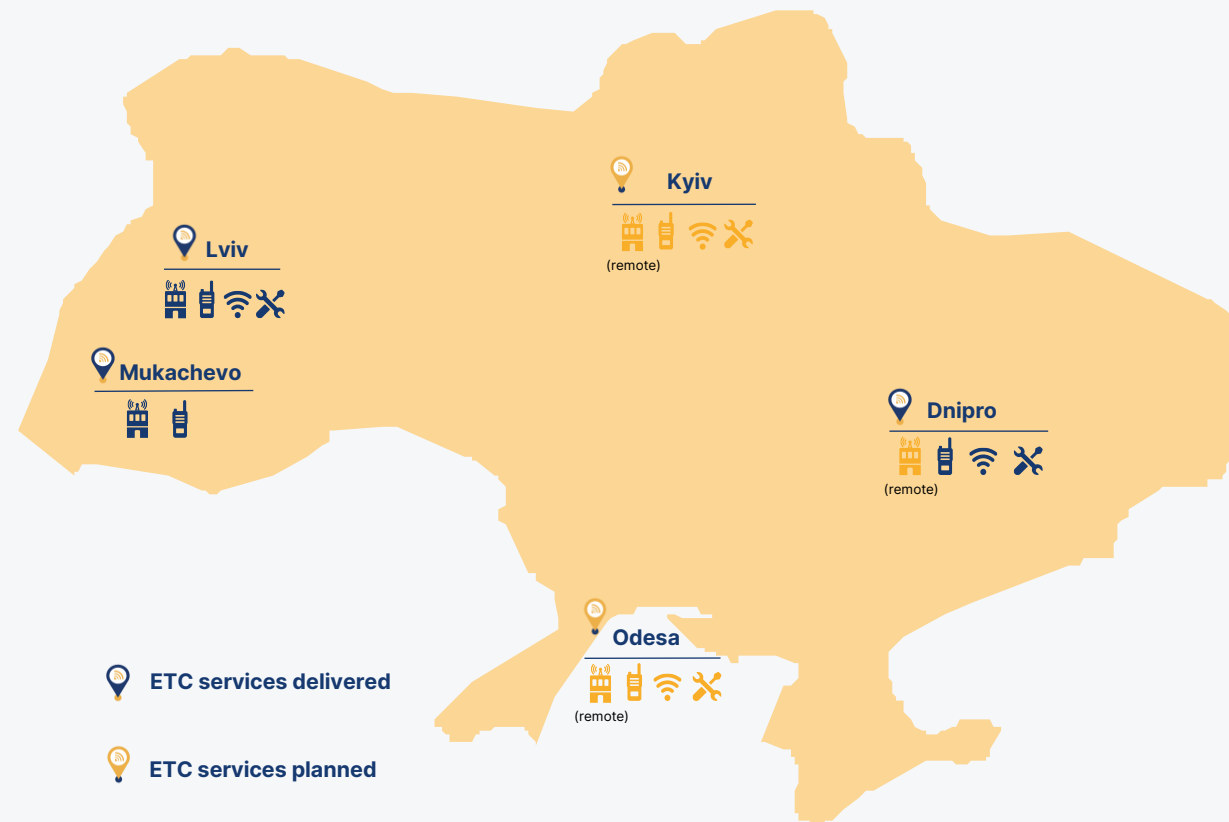 Kyiv
(remote)
Lviv
Mukachevo
Dnipro
(remote)
Odesa
(remote)
ETC services delivered
ETC services planned